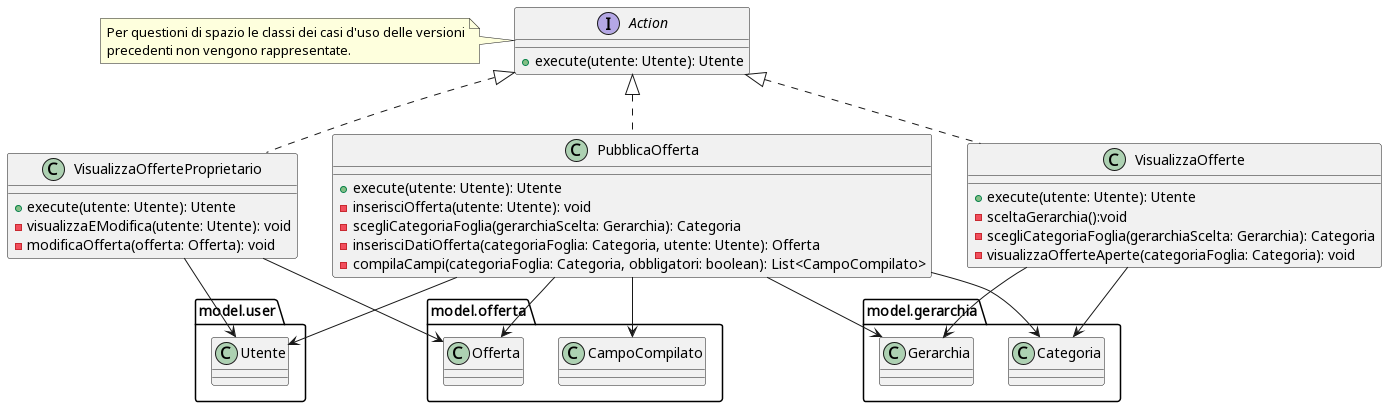 Per questioni di spazio le classi dei casi d'uso delle versioni
precedenti non vengono rappresentate.
I Action
execute(utente: Utente): Utente
C VisualizzaOfferteProprietario
execute(utente: Utente): Utente
visualizzaEModifica(utente: Utente): void
modificaOfferta(offerta: Offerta): void
C PubblicaOfferta
execute(utente: Utente): Utente
inserisciOfferta(utente: Utente): void
scegliCategoriaFoglia(gerarchiaScelta: Gerarchia): Categoria
inserisciDatiOfferta(categoriaFoglia: Categoria, utente: Utente): Offerta
compilaCampi(categoriaFoglia: Categoria, obbligatori: boolean): List<CampoCompilato>
C VisualizzaOfferte
execute(utente: Utente): Utente
sceltaGerarchia():void
scegliCategoriaFoglia(gerarchiaScelta: Gerarchia): Categoria
visualizzaOfferteAperte(categoriaFoglia: Categoria): void
model.user
C Utente
model.offerta
C Offerta
C CampoCompilato
model.gerarchia
C Gerarchia
C Categoria